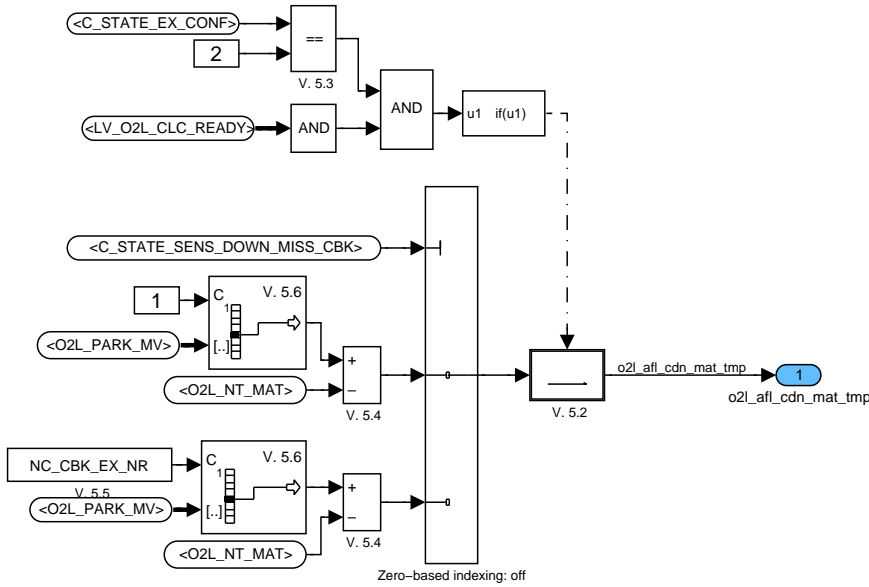 <C_STATE_EX_CONF>
2
==
V. 5.3
<LV_O2L_CLC_READY>
AND
AND
u1 if(u1)
<C_STATE_SENS_DOWN_MISS_CBK>
1
C
1
V. 5.6
<O2L_PARK_MV>
[..]
<O2L_NT_MAT>
+
−
V. 5.4
V. 5.2
o2l_afl_cdn_mat_tmp
1
o2l_afl_cdn_mat_tmp
NC_CBK_EX_NR
V. 5.5
C
1
V. 5.6
<O2L_PARK_MV>
[..]
<O2L_NT_MAT>
+
−
V. 5.4
Zero−based indexing: off